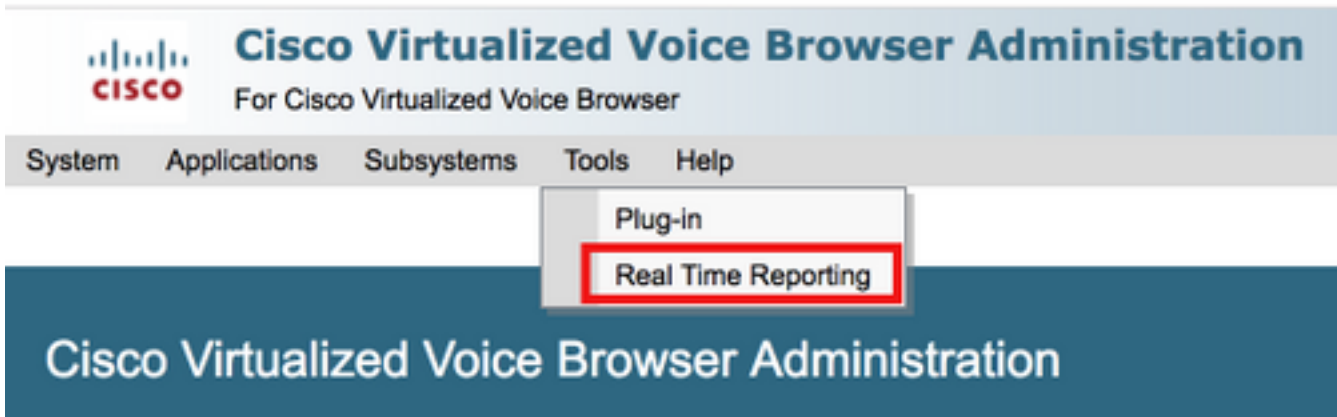 CISCO
Cisco Virtualized Voice Browser Administration
For Cisco Virtualized Voice Browser
System Applications Subsystems Tools Help
Plug-in
Real Time Reporting
Cisco Virtualized Voice Browser Administration